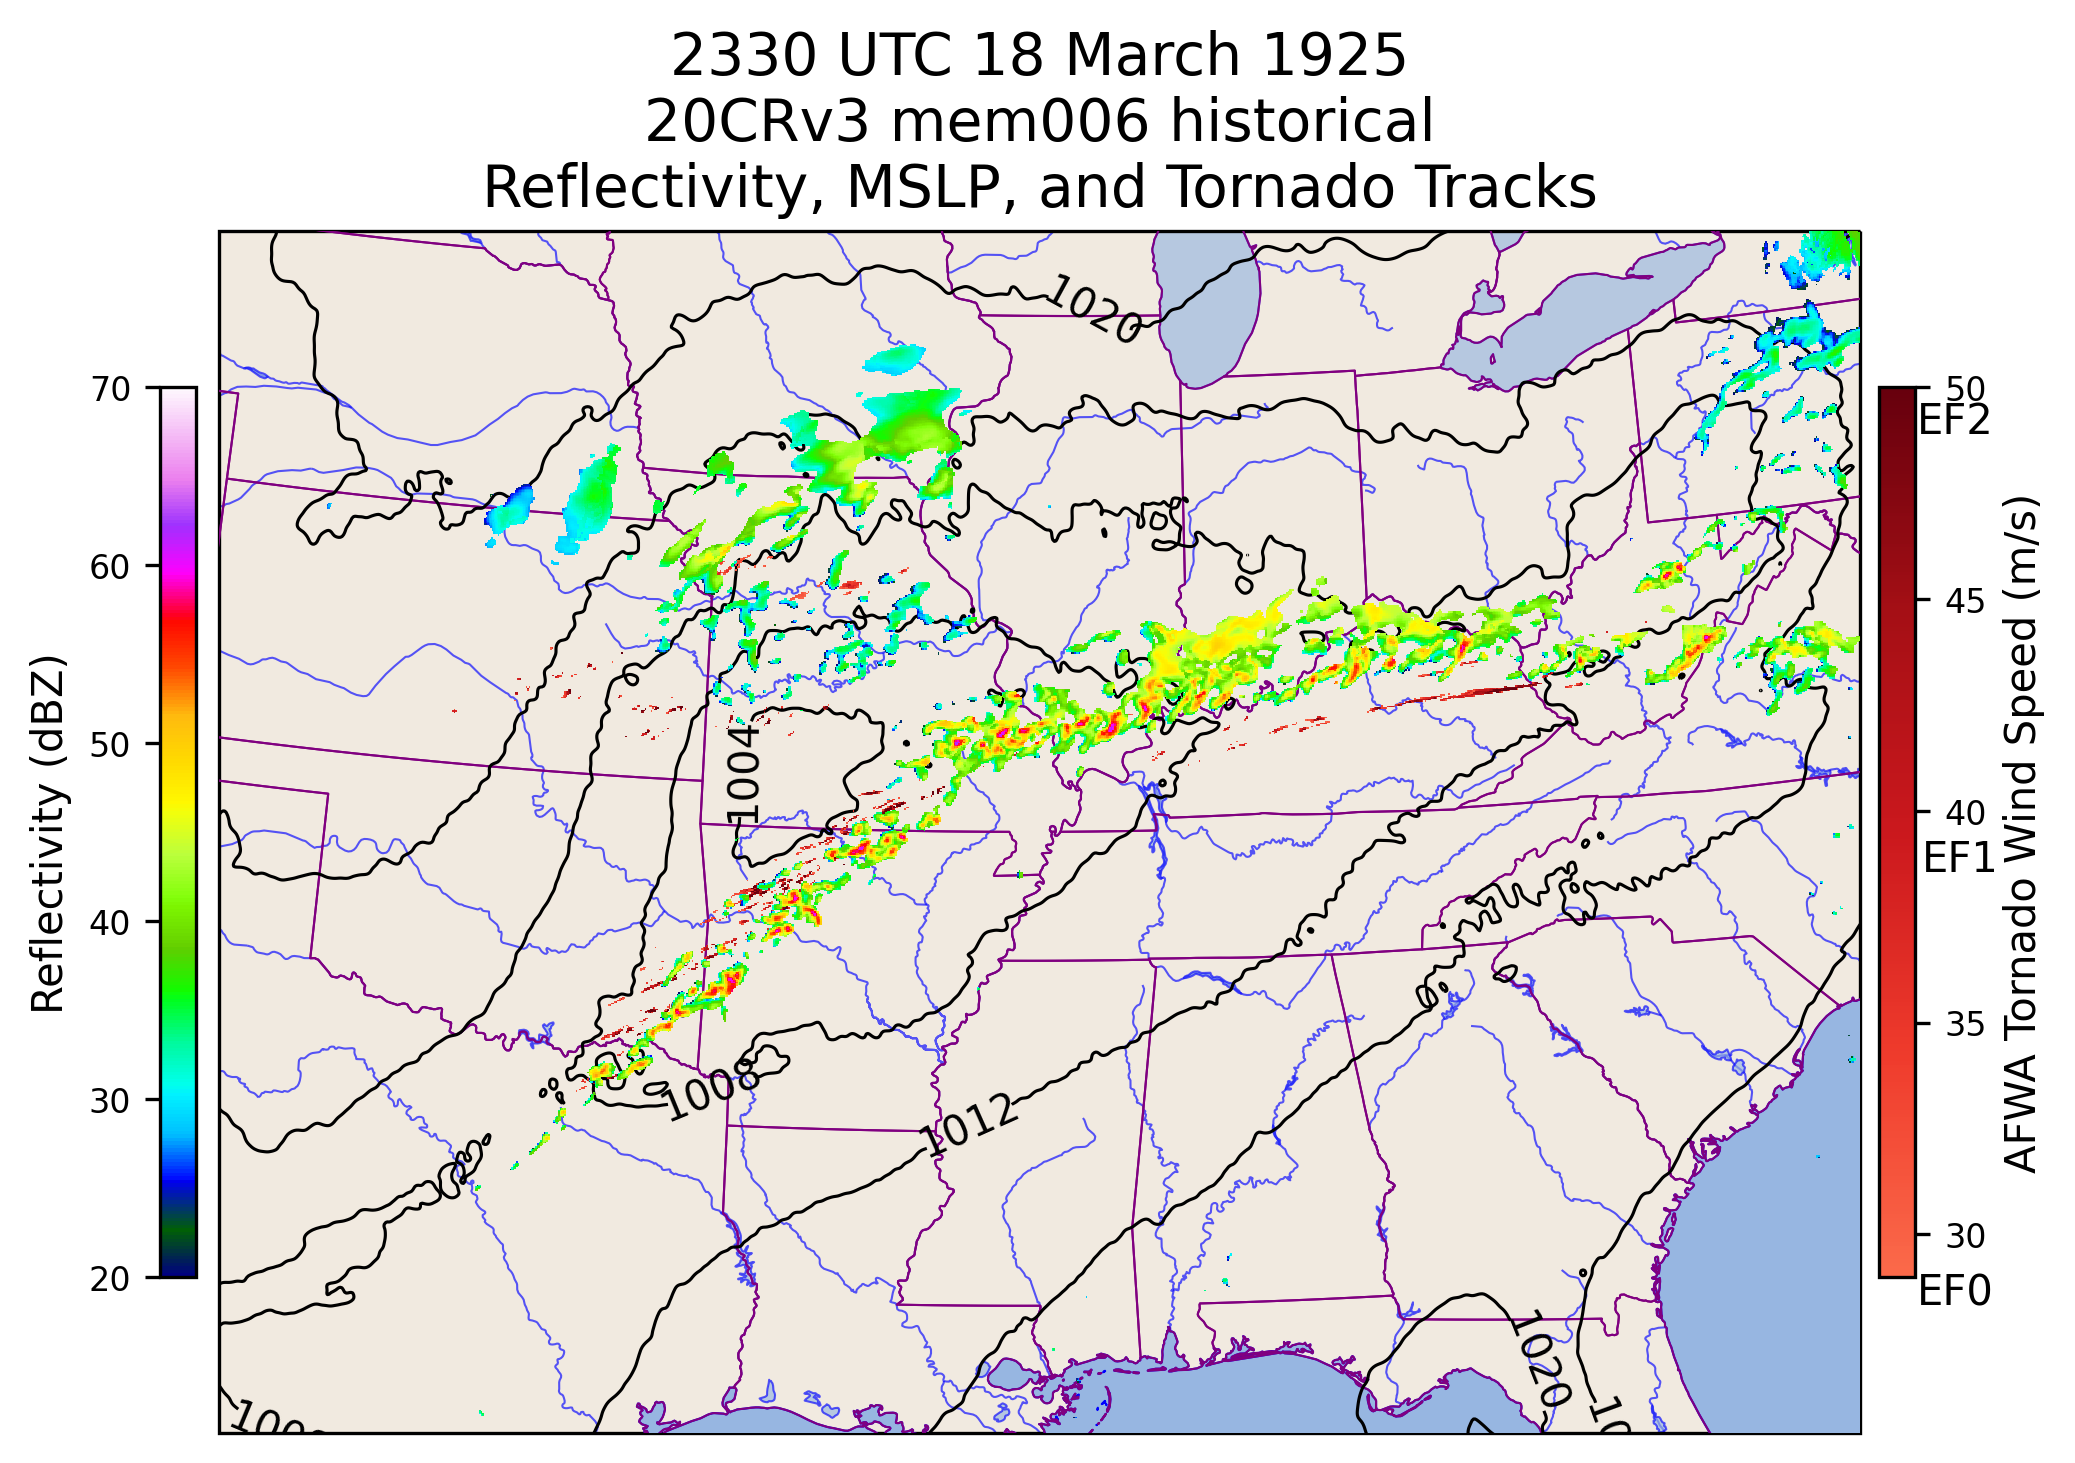 2330 UTC 18 March 1925
20CRv3 mem006 historical
Reflectivity, MSLP, and Tornado Tracks
Reflectivity (dBZ)
70
60
50
40
30
20
1020
1004
1008
1012
1020
50
EF2
45
40
EF1
35
30
EF0
AFWA Tornado Wind Speed (m/s)